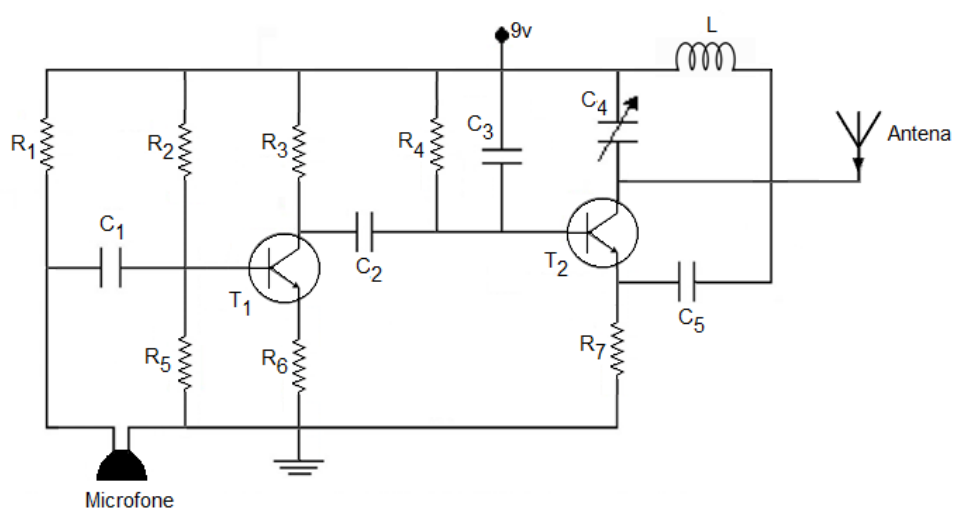 L
9v
C4
R1
R2
R3
R4
C3
Antena
C1
C2
T2
T1
C5
R5
R6
R7
Microfone